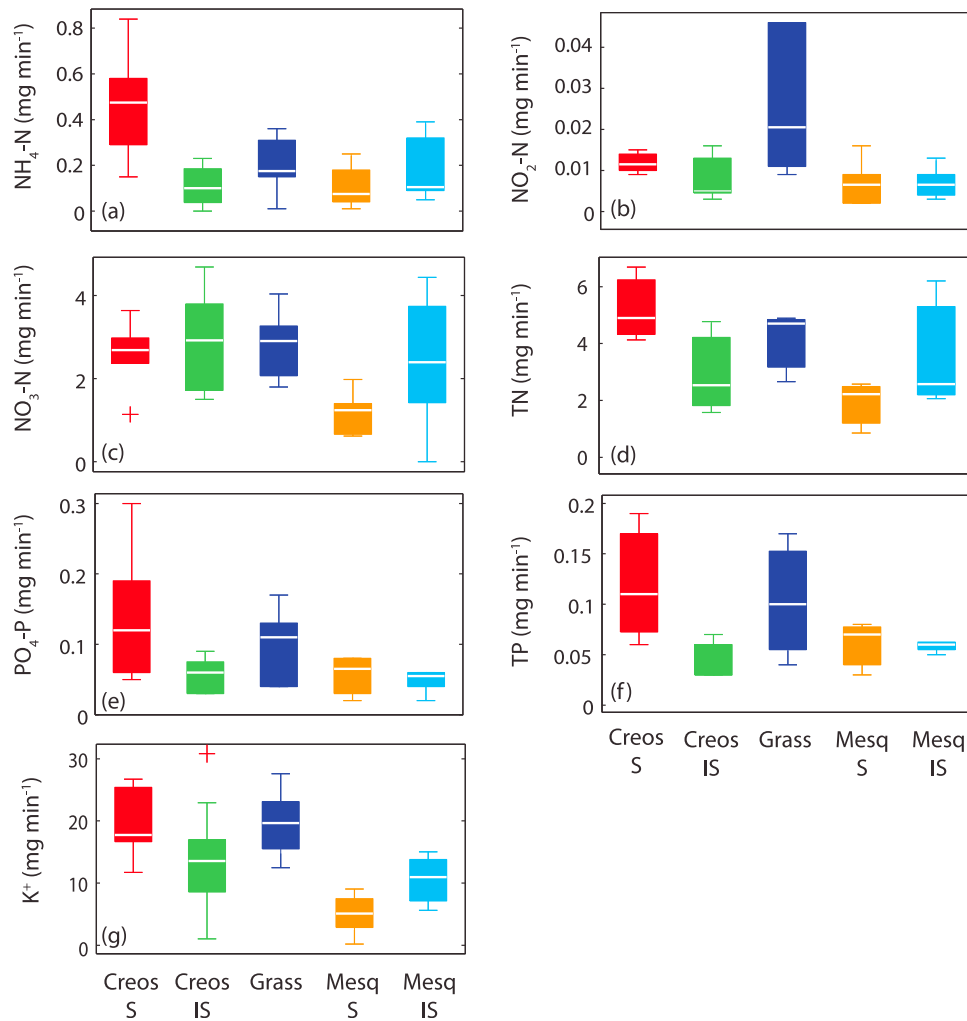 NH₄-N (mg min⁻¹)
0.8
0.6
0.4
0.2
0
(a)
NO₂-N (mg min⁻¹)
0.04
0.03
0.02
0.01
0
(b)
NO₃-N (mg min⁻¹)
4
2
0
(c)
TN (mg min⁻¹)
6
4
2
0
(d)
PO₄-P (mg min⁻¹)
0.3
0.2
0.1
0
(e)
TP (mg min⁻¹)
0.2
0.15
0.1
0.05
0
(f)
Creos Creos Grass Mesq Mesq
S IS S IS
K⁺ (mg min⁻¹)
30
20
10
0
(g)
Creos Creos Grass Mesq Mesq
S IS S IS